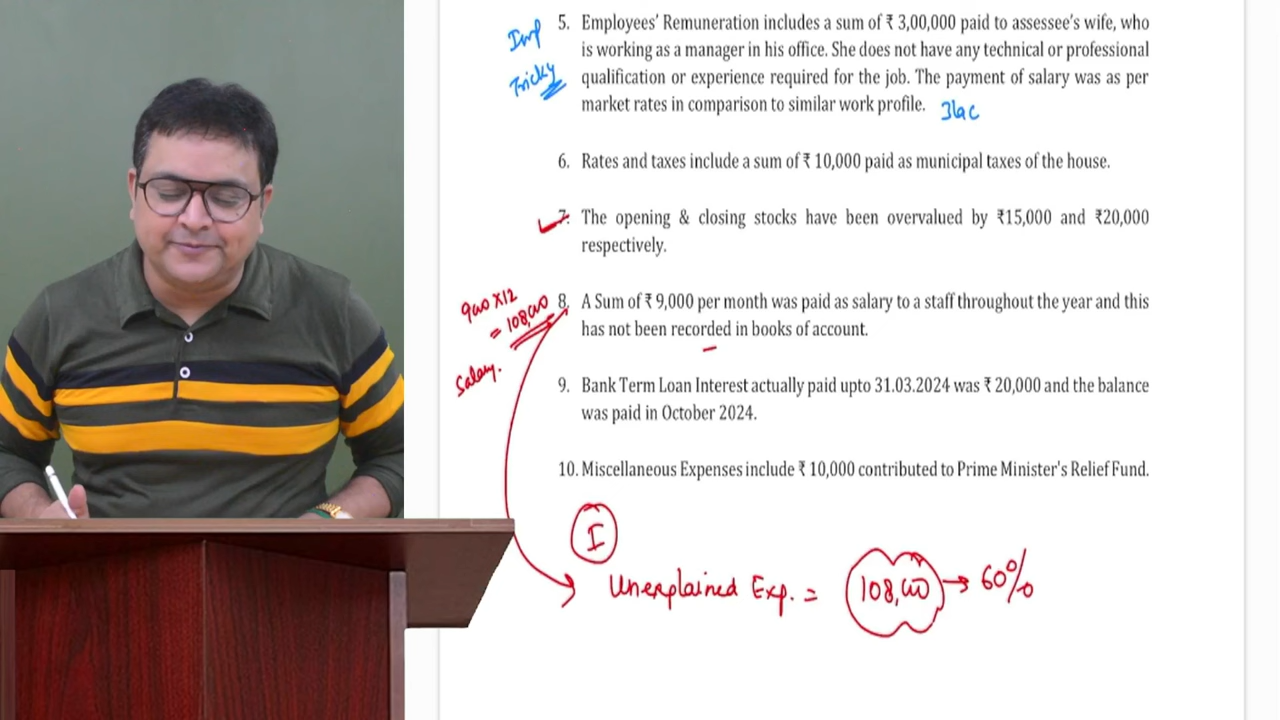 Imp
Tricky
5. Employees' Remuneration includes a sum of ₹ 3,00,000 paid to assessee's wife, who
is working as a manager in his office. She does not have any technical or professional
qualification or experience required for the job. The payment of salary was as per
market rates in comparison to similar work profile. 3lac
6. Rates and taxes include a sum of ₹ 10,000 paid as municipal taxes of the house.
7. The opening & closing stocks have been overvalued by ₹15,000 and ₹20,000
respectively.
9000 X12
= 108,000
Salary.
8. A Sum of ₹ 9,000 per month was paid as salary to a staff throughout the year and this
has not been recorded in books of account.
9. Bank Term Loan Interest actually paid upto 31.03.2024 was ₹ 20,000 and the balance
was paid in October 2024.
10. Miscellaneous Expenses include ₹ 10,000 contributed to Prime Minister's Relief Fund.
I
Unexplained Exp. = 108,000 → 60%